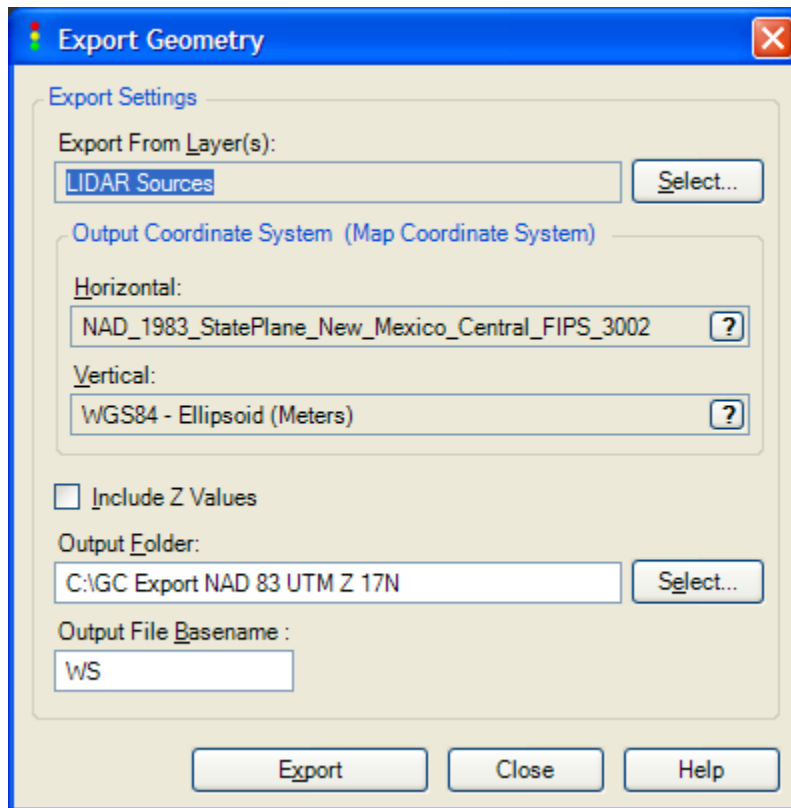 Export Geometry
Export Settings
Export From Layer(s):
LIDAR Sources
Select...
Output Coordinate System (Map Coordinate System)
Horizontal:
NAD_1983_StatePlane_New_Mexico_Central_FIPS_3002
?
Vertical:
WGS84 - Ellipsoid (Meters)
?
Include Z Values
Output Folder:
C:\GC Export NAD 83 UTM Z 17N
Select...
Output File Basename :
WS
Export Close Help